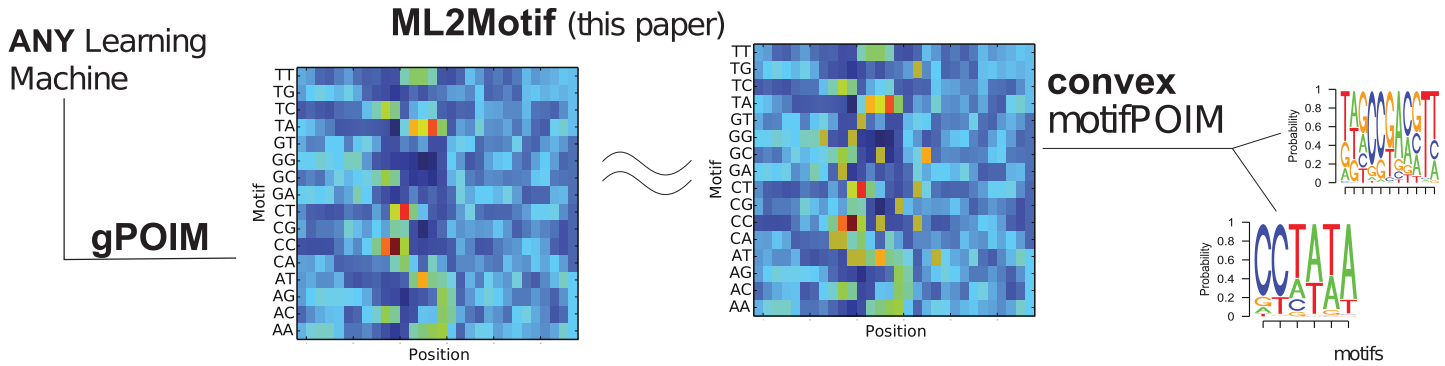 ML2Motif (this paper)
ANY Learning
Machine
gPOIM
Motif
TT
TG
TC
TA
GT
GG
GC
GA
CT
CG
CC
CA
AT
AG
AC
AA
Position
Motif
TT
TG
TC
TA
GT
GG
GC
GA
CT
CG
CC
CA
AT
AG
AC
AA
Position
convex
motifPOIM
Probability
1
0.8
0.6
0.4
0.2
0
TAGCCGACGTT
Probability
1
0.8
0.6
0.4
0.2
0
CCTATA
motifs